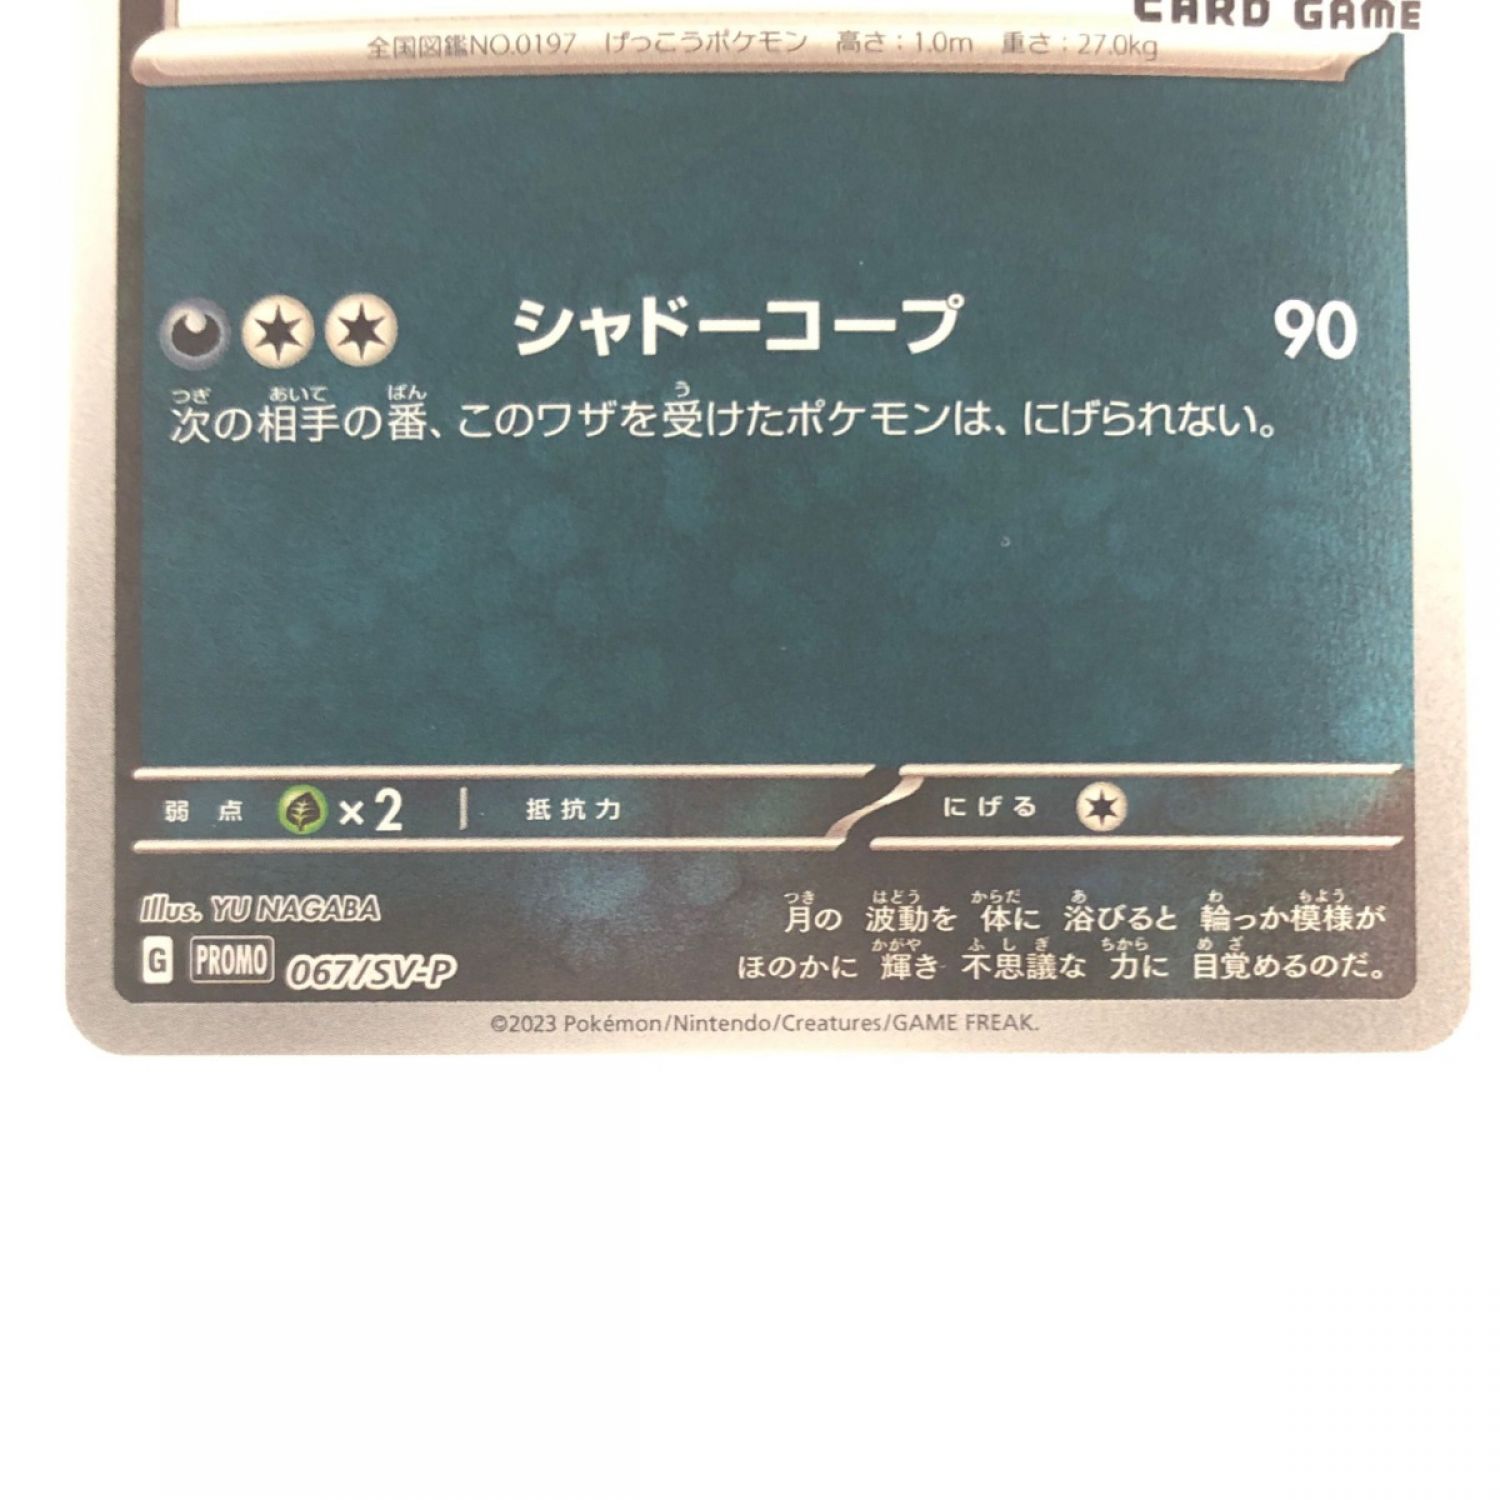 CARD GAME
全国図鑑NO.0197 げっこうポケモン 高さ：1.0m 重さ：27.0kg
シャドーコープ 90
つぎ あいて ばん う
次の相手の番、このワザを受けたポケモンは、にげられない。
弱点 ×2 抵抗力 にげる
Illus. YU NAGABA
つき はどう からだ あ わ もよう
月の 波動を 体に 浴びると 輪っか模様が
かがや ふしぎ ちから めざ
ほのかに 輝き 不思議な 力に 目覚めるのだ。
G PROMO 067/SV-P
©2023 Pokémon/Nintendo/Creatures/GAME FREAK.